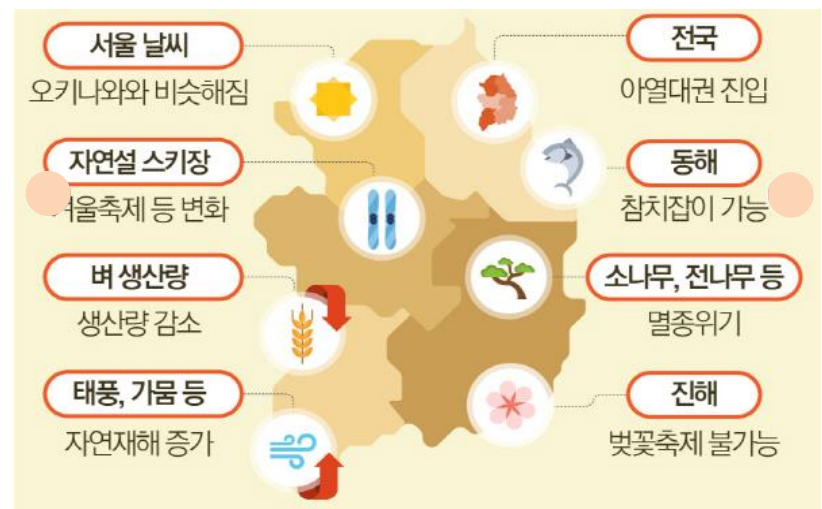 서울 날씨
오키나와와 비슷해짐
자연설 스키장
축제 등 변화
벼 생산량
생산량 감소
태풍, 가뭄 등
자연재해 증가
전국
아열대권 진입
동해
참치잡이 가능
소나무, 전나무 등
멸종위기
진해
벚꽃축제 불가능